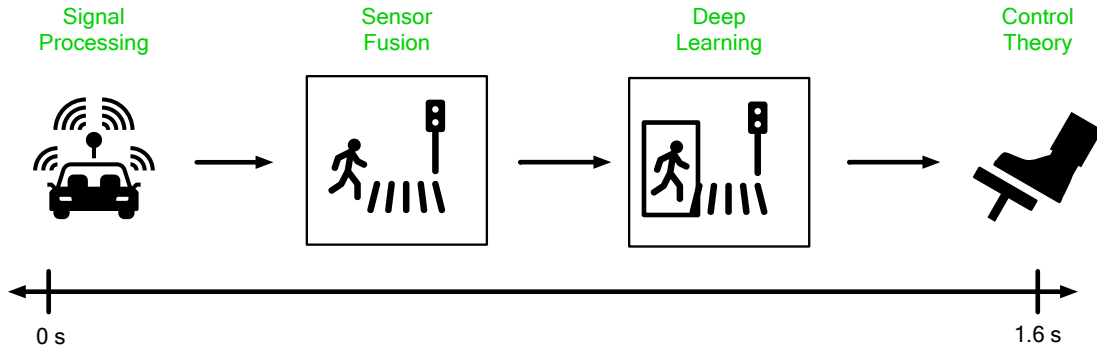 Signal
Processing
Sensor
Fusion
Deep
Learning
Control
Theory
0 s
1.6 s